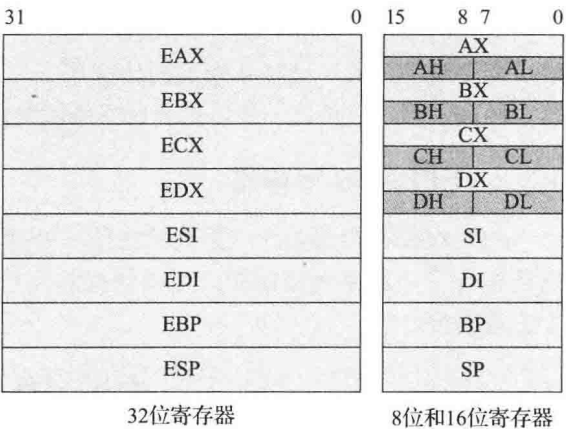 31 0 15 8 7 0
EAX
AX
AH AL
EBX
BX
BH BL
ECX
CX
CH CL
EDX
DX
DH DL
ESI SI
EDI DI
EBP BP
ESP SP
32位寄存器 8位和16位寄存器